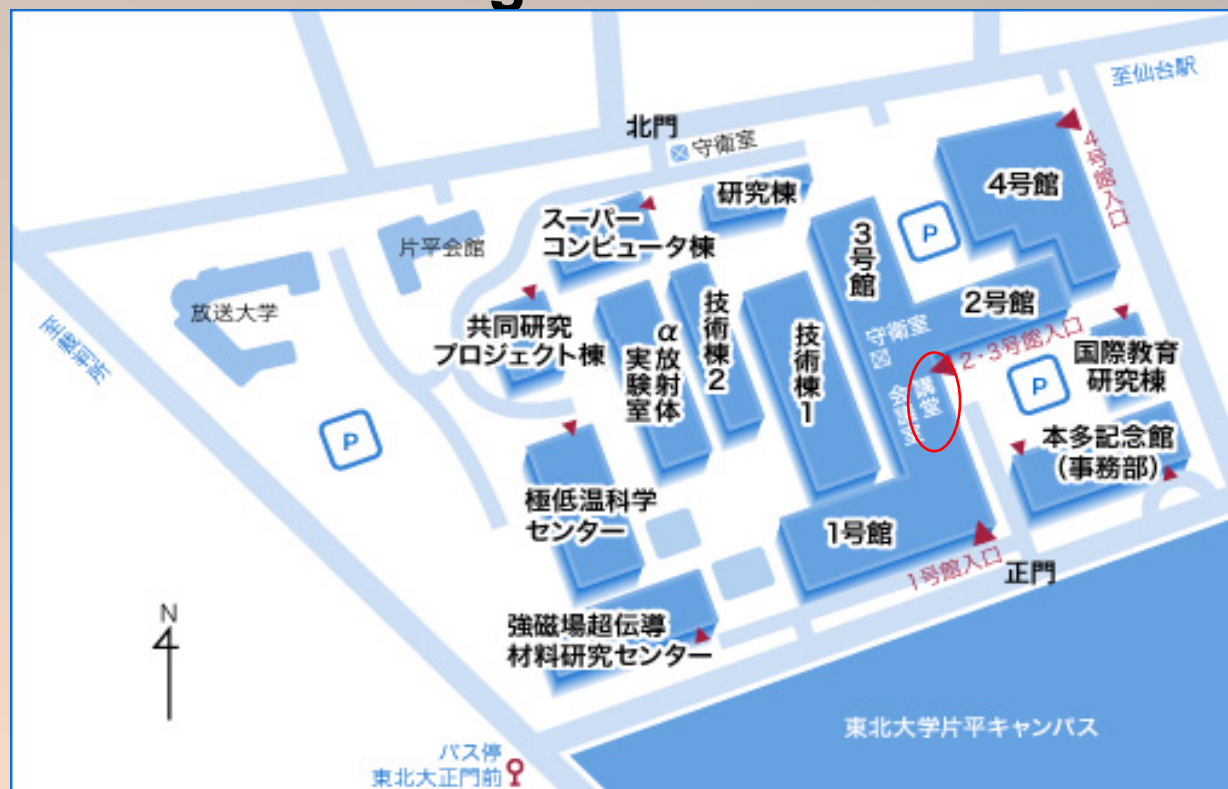 g
至仙台駅
北門
守衛室
4号館入口
4号館
研究棟
スーパー
コンピュータ棟
3号館
片平会館
放送大学
2号館
技術棟2
守衛室
2・3号館入口
共同研究
プロジェクト棟
α放射体
実験室
技術棟1
国際教育
研究棟
至裁判所
講堂
本多記念館
（事務部）
極低温科学
センター
1号館
1号館入口
正門
N
強磁場超伝導
材料研究センター
東北大学片平キャンパス
バス停
東北大正門前
P
P
P